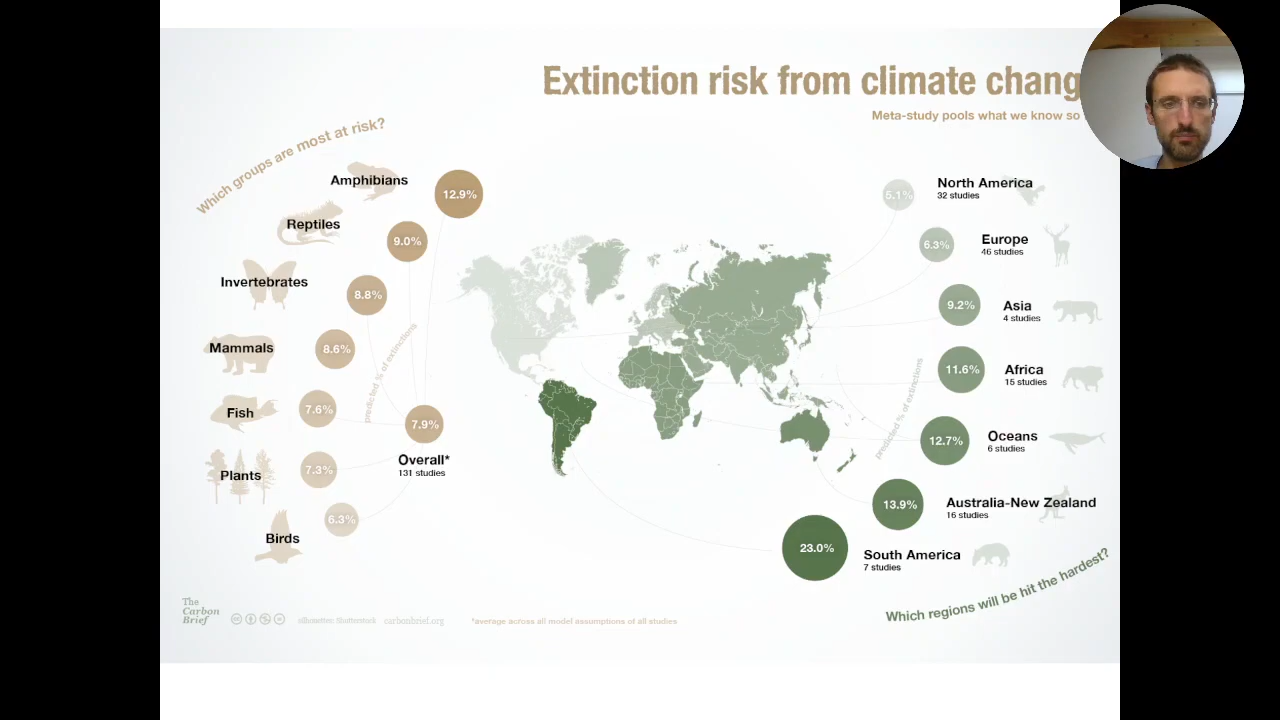 Extinction risk from climate chang
Meta-study pools what we know so
Which groups are most at risk?
Amphibians
12.9%
Reptiles
9.0%
Invertebrates
8.8%
Mammals
8.6%
Fish
7.6%
Plants
7.3%
Birds
6.3%
predicted % of extinctions
7.9%
Overall*
131 studies
5.1%
North America
32 studies
6.3%
Europe
46 studies
9.2%
Asia
4 studies
11.6%
Africa
15 studies
12.7%
Oceans
6 studies
13.9%
Australia-New Zealand
16 studies
23.0%
South America
7 studies
predicted % of extinctions
Which regions will be hit the hardest?
The
Carbon
Brief
silhouettes: Shutterstock
carbonbrief.org
*average across all model assumptions of all studies